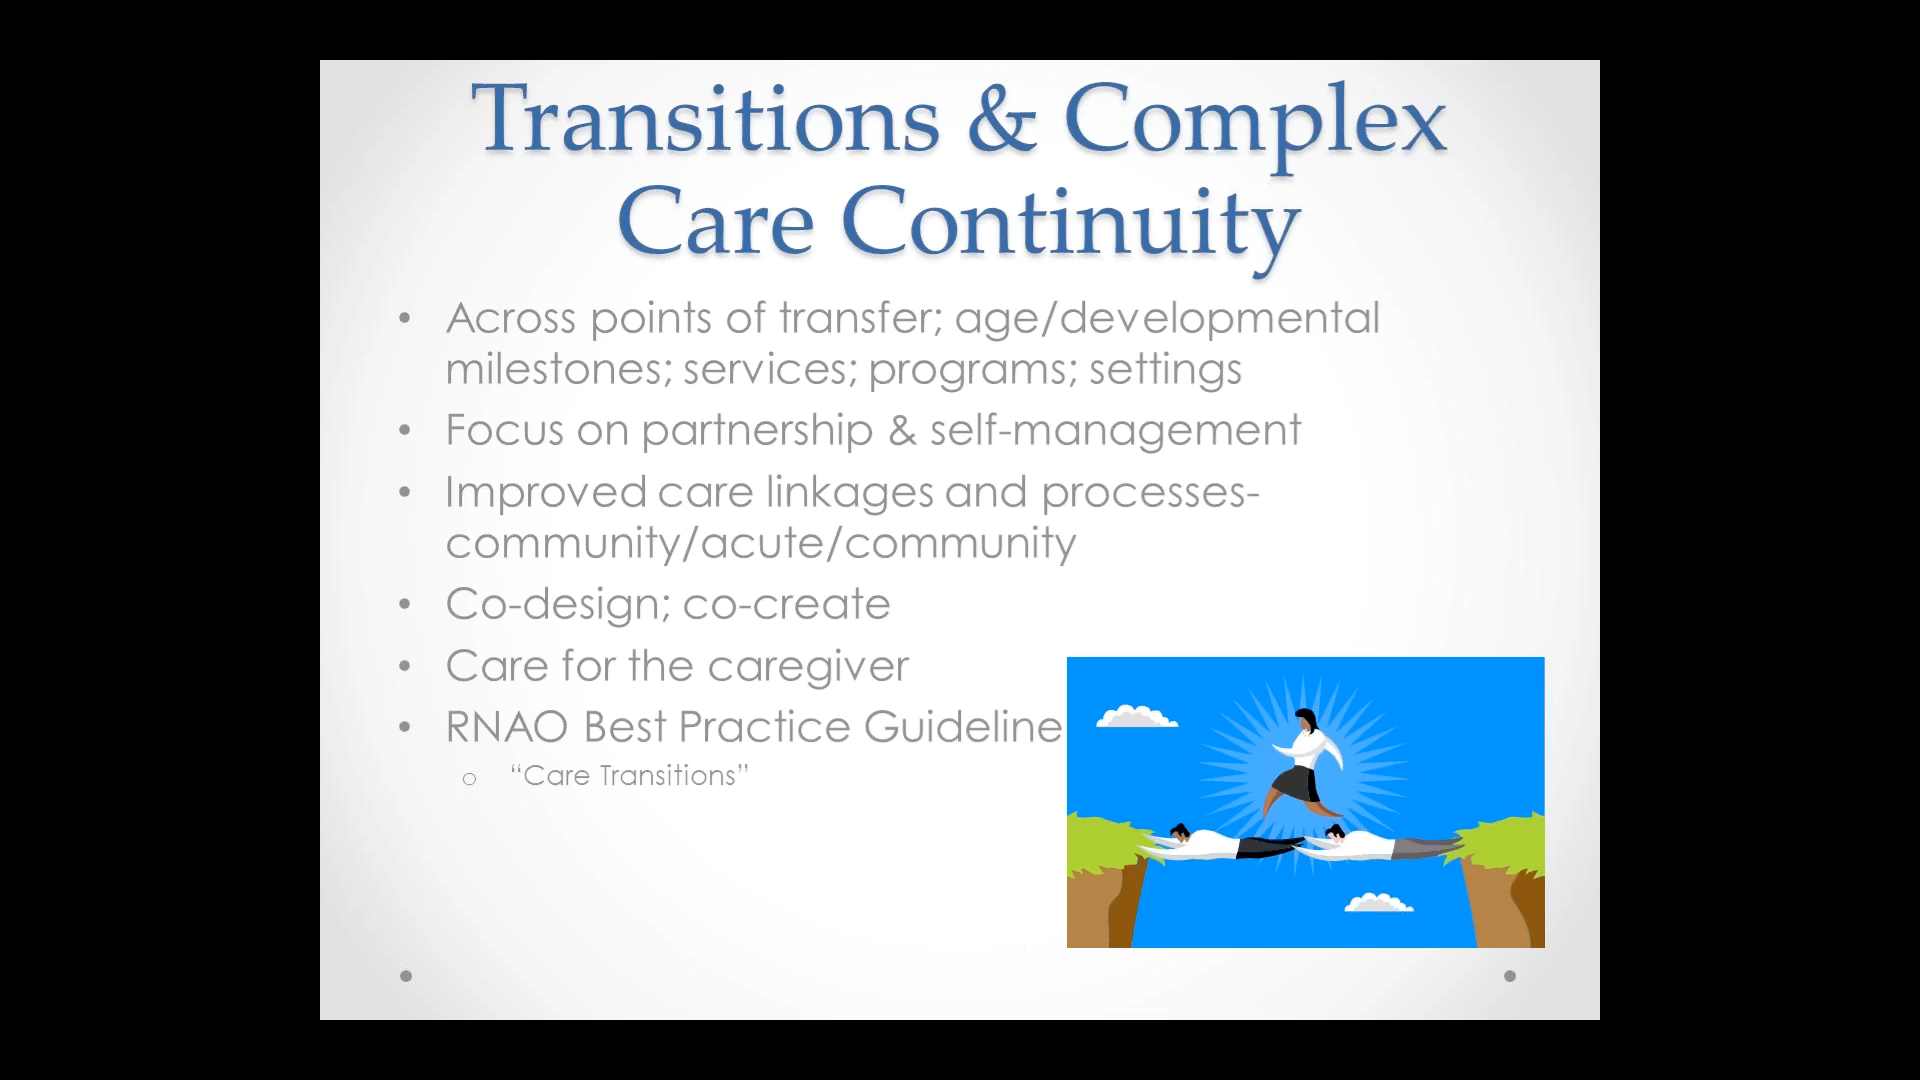 Transitions & Complex
Care Continuity
• Across points of transfer; age/developmental
milestones; services; programs; settings
• Focus on partnership & self-management
• Improved care linkages and processes-
community/acute/community
• Co-design; co-create
• Care for the caregiver
• RNAO Best Practice Guideline
o “Care Transitions”